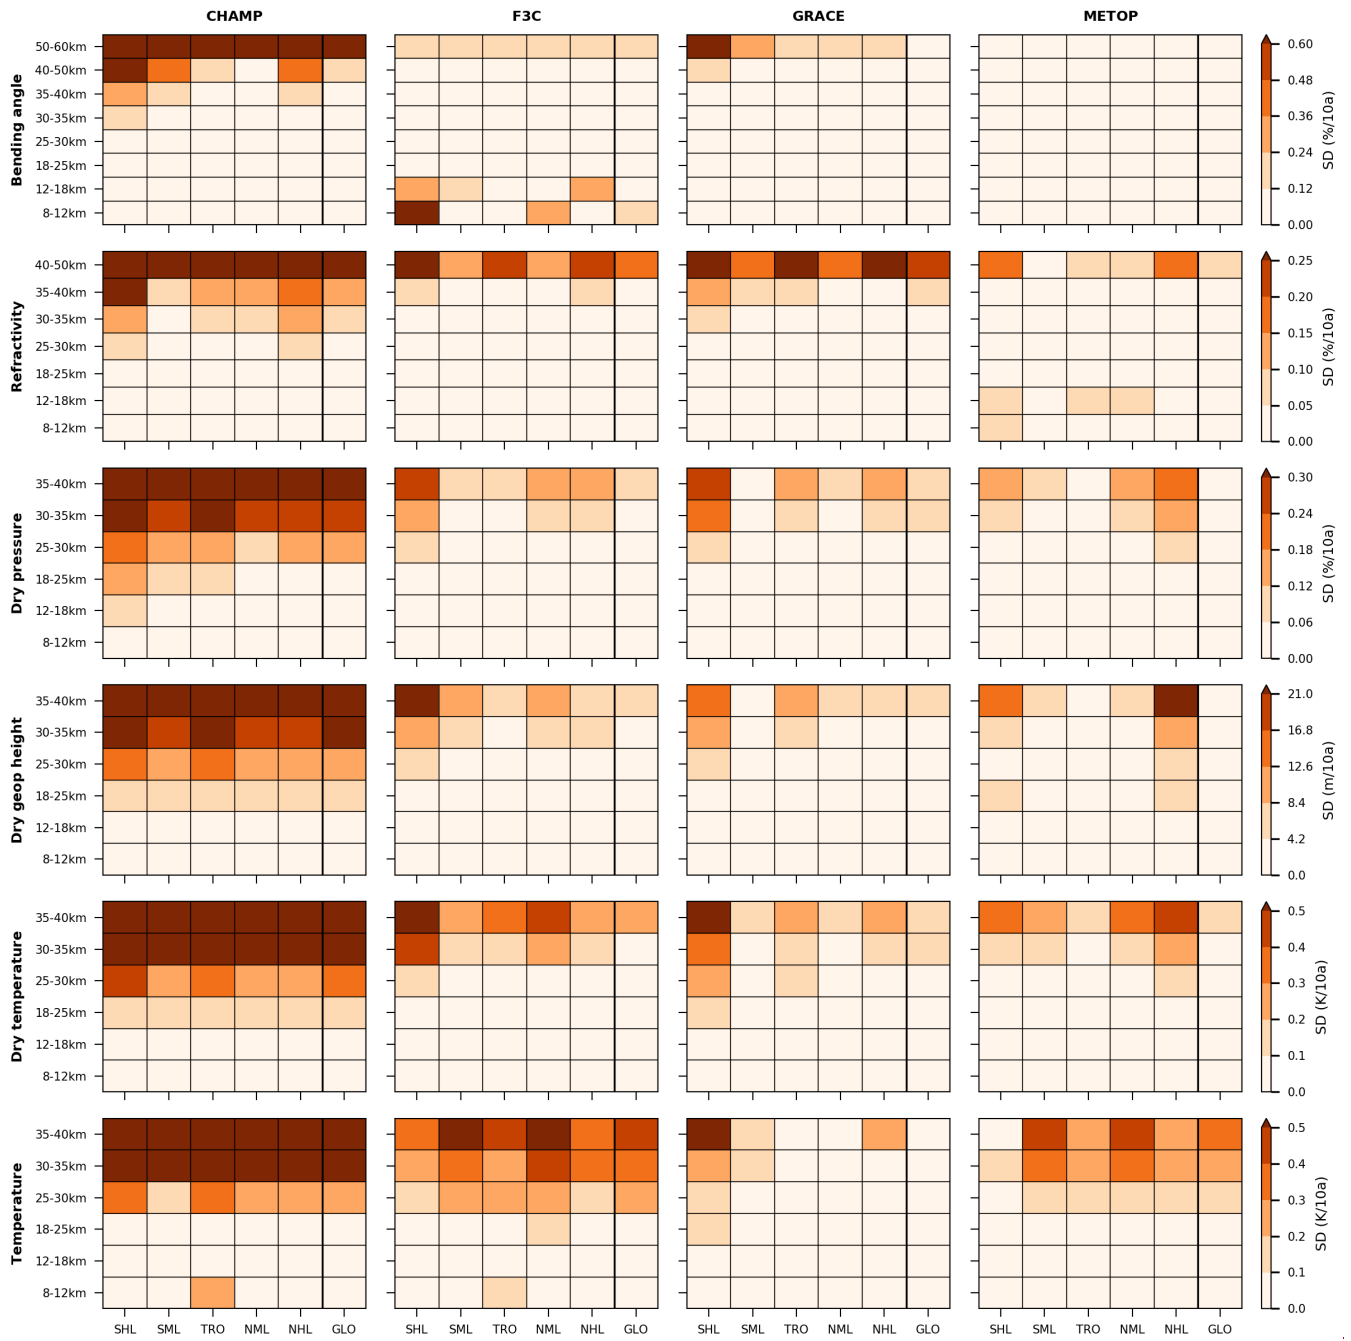 CHAMP F3C GRACE METOP
Bending angle
50-60km
40-50km
35-40km
30-35km
25-30km
18-25km
12-18km
8-12km
0.60
0.48
0.36
0.24
0.12
0.00
SD (%/10a)
Refractivity
40-50km
35-40km
30-35km
25-30km
18-25km
12-18km
8-12km
0.25
0.20
0.15
0.10
0.05
0.00
SD (%/10a)
Dry pressure
35-40km
30-35km
25-30km
18-25km
12-18km
8-12km
0.30
0.24
0.18
0.12
0.06
0.00
SD (%/10a)
Dry geop height
35-40km
30-35km
25-30km
18-25km
12-18km
8-12km
21.0
16.8
12.6
8.4
4.2
0.0
SD (m/10a)
Dry temperature
35-40km
30-35km
25-30km
18-25km
12-18km
8-12km
0.5
0.4
0.3
0.2
0.1
0.0
SD (K/10a)
Temperature
35-40km
30-35km
25-30km
18-25km
12-18km
8-12km
0.5
0.4
0.3
0.2
0.1
0.0
SD (K/10a)
SHL SML TRO NML NHL GLO SHL SML TRO NML NHL GLO SHL SML TRO NML NHL GLO SHL SML TRO NML NHL GLO